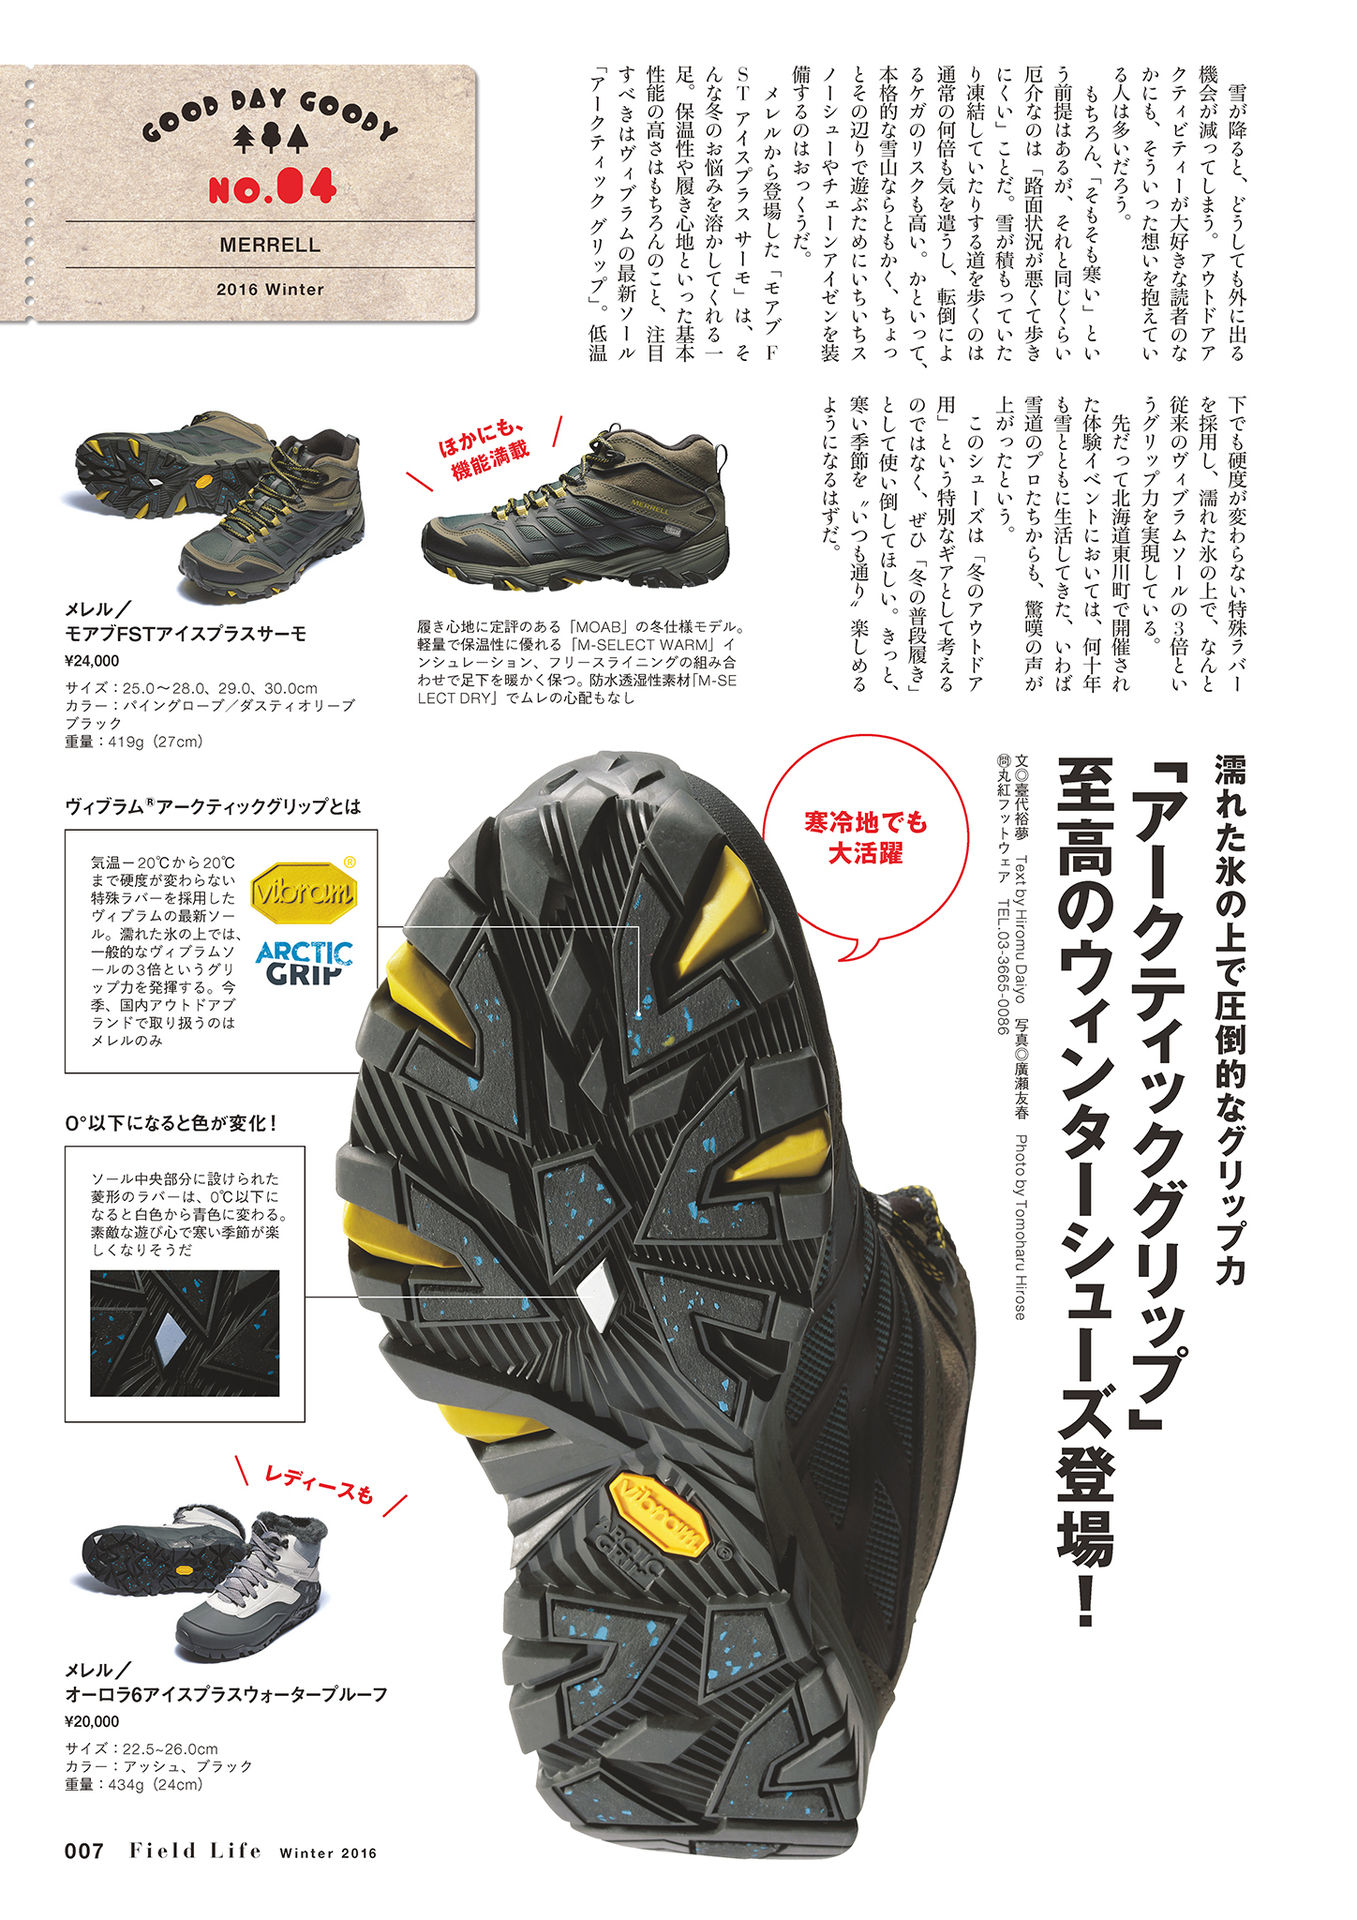 GOOD DAY GOODY
NO.04
MERRELL
2016 Winter
濡れた氷の上で圧倒的なグリップ力
「アークティックグリップ」
至高のウィンターシューズ登場！
文◎臺代裕夢 Text by Hiromu Daiyo 写真◎廣瀬友春 Photo by Tomoharu Hirose
㉄丸紅フットウェア TEL.03-3665-0086
雪が降ると、どうしても外に出る
機会が減ってしまう。アウトドアア
クティビティーが大好きな読者のな
かにも、そういった想いを抱えてい
る人は多いだろう。
もちろん、「そもそも寒い」とい
う前提はあるが、それと同じくらい
厄介なのは「路面状況が悪くて歩き
にくい」ことだ。雪が積もっていた
り凍結していたりする道を歩くのは
通常の何倍も気を遣うし、転倒によ
るケガのリスクも高い。かといって、
本格的な雪山ならともかく、ちょっ
とその辺りで遊ぶためにいちいちス
ノーシューやチェーンアイゼンを装
備するのはおっくうだ。
メレルから登場した「モアブ F
ST アイスプラス サーモ」は、そ
んな冬のお悩みを溶かしてくれる一
足。保温性や履き心地といった基本
性能の高さはもちろんのこと、注目
すべきはヴィブラムの最新ソール
「アークティック グリップ」。低温
下でも硬度が変わらない特殊ラバー
を採用し、濡れた氷の上で、なんと
従来のヴィブラムソールの3倍とい
うグリップ力を実現している。
先だって北海道東川町で開催され
た体験イベントにおいては、何十年
も雪とともに生活してきた、いわば
雪道のプロたちからも、驚嘆の声が
上がったという。
このシューズは「冬のアウトドア
用」という特別なギアとして考える
のではなく、ぜひ「冬の普段履き」
として使い倒してほしい。きっと、
寒い季節を〝いつも通り〟楽しめる
ようになるはずだ。
ほかにも、
機能満載
MERRELL
メレル／
モアブFSTアイスプラスサーモ
¥24,000
サイズ：25.0〜28.0、29.0、30.0cm
カラー：パイングローブ／ダスティオリーブ
ブラック
重量：419g（27cm）
履き心地に定評のある「MOAB」の冬仕様モデル。
軽量で保温性に優れる「M-SELECT WARM」イ
ンシュレーション、フリースライニングの組み合
わせで足下を暖かく保つ。防水透湿性素材「M-SE
LECT DRY」でムレの心配もなし
寒冷地でも
大活躍
ヴィブラム®アークティックグリップとは
気温－20℃から20℃
まで硬度が変わらない
特殊ラバーを採用した
ヴィブラムの最新ソー
ル。濡れた氷の上では、
一般的なヴィブラムソ
ールの3倍というグリ
ップ力を発揮する。今
季、国内アウトドアブ
ランドで取り扱うのは
メレルのみ
vibram®
ARCTIC
GRIP
0°以下になると色が変化！
ソール中央部分に設けられた
菱形のラバーは、0℃以下に
なると白色から青色に変わる。
素敵な遊び心で寒い季節が楽
しくなりそうだ
vibram®
ARCTIC
GRIP
レディースも
メレル／
オーロラ6アイスプラスウォータープルーフ
¥20,000
サイズ：22.5~26.0cm
カラー：アッシュ、ブラック
重量：434g（24cm）
007 Field Life Winter 2016